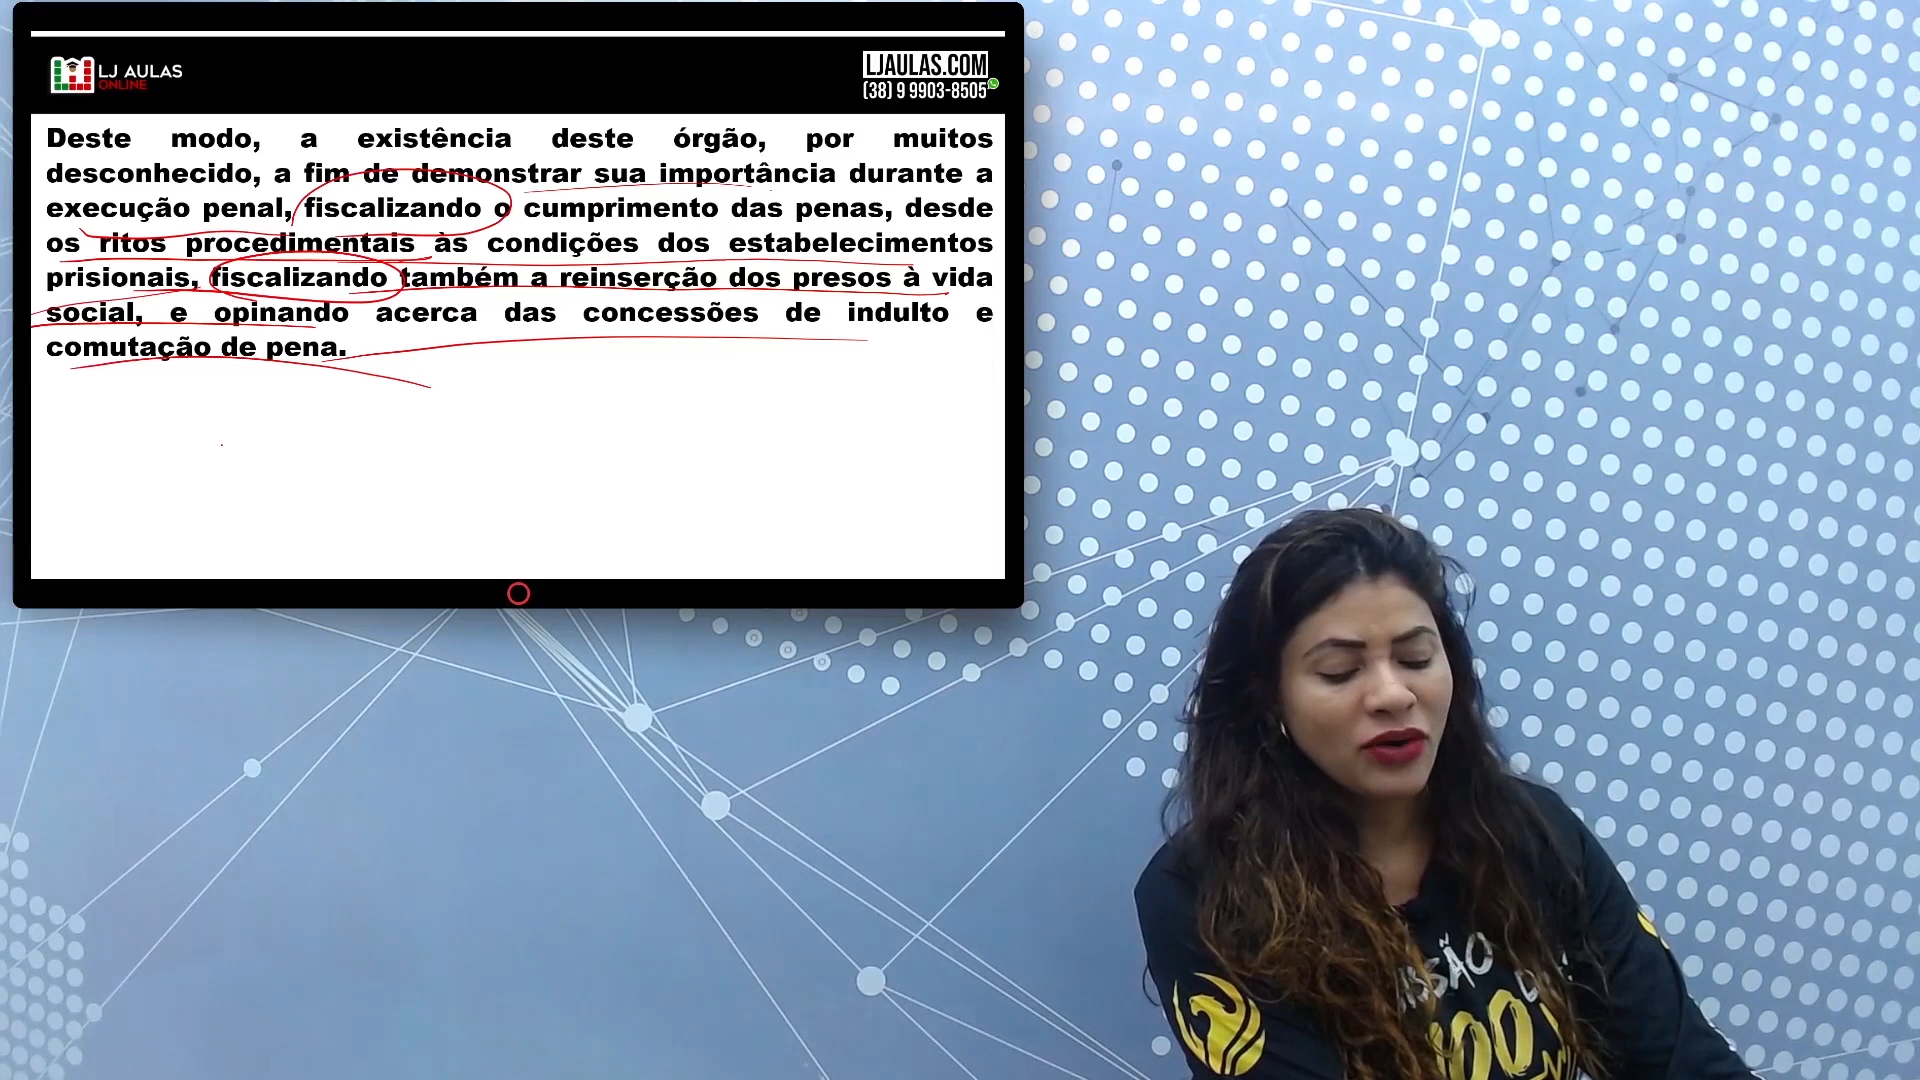 LJ AULAS
ONLINE
LJAULAS.COM
(38) 9 9903-8505
Deste modo, a existência deste órgão, por muitos
desconhecido, a fim de demonstrar sua importância durante a
execução penal, fiscalizando o cumprimento das penas, desde
os ritos procedimentais às condições dos estabelecimentos
prisionais, fiscalizando também a reinserção dos presos à vida
social, e opinando acerca das concessões de indulto e
comutação de pena.